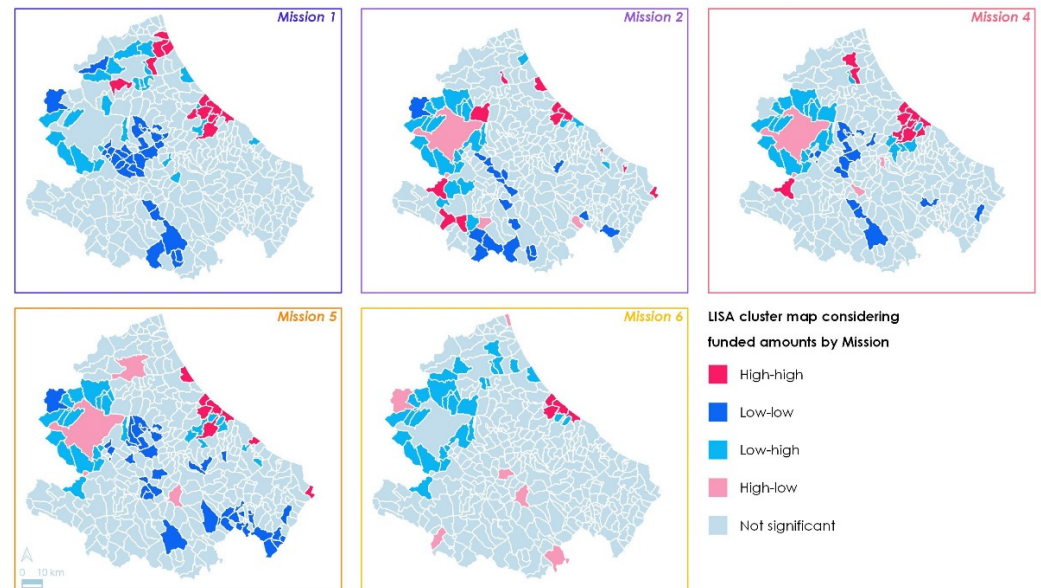 Mission 1
Mission 2
Mission 4
Mission 5
Mission 6
LISA cluster map considering
funded amounts by Mission
High-high
Low-low
Low-high
High-low
Not significant
0 10 km